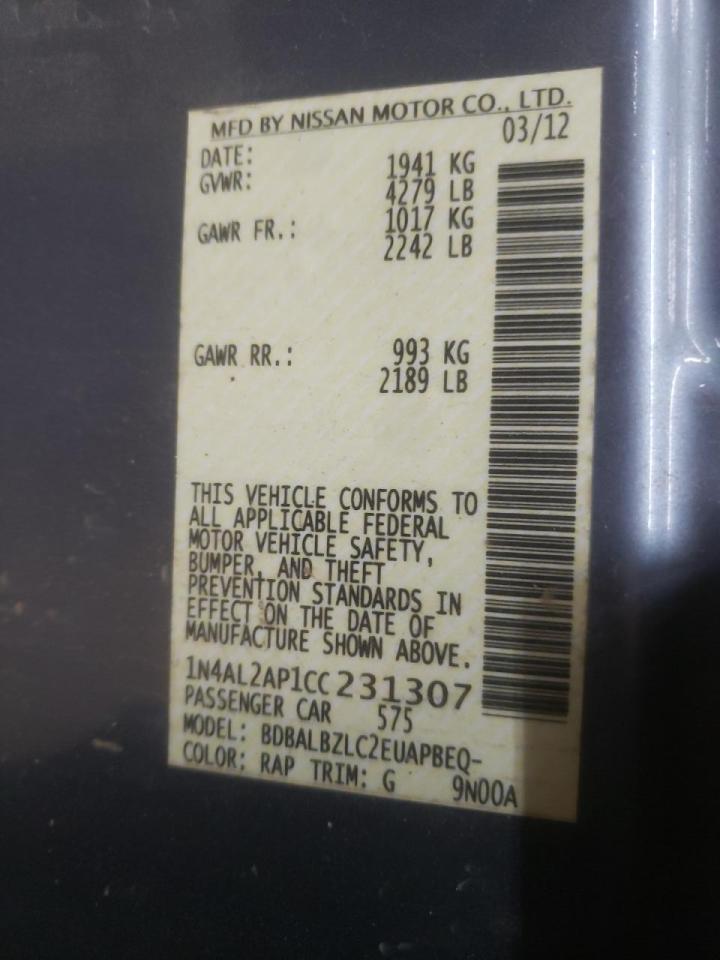 MFD BY NISSAN MOTOR CO., LTD.
DATE: 03/12
GVWR: 1941 KG
4279 LB
GAWR FR.: 1017 KG
2242 LB
GAWR RR.: 993 KG
2189 LB
THIS VEHICLE CONFORMS TO
ALL APPLICABLE FEDERAL
MOTOR VEHICLE SAFETY,
BUMPER, AND THEFT
PREVENTION STANDARDS IN
EFFECT ON THE DATE OF
MANUFACTURE SHOWN ABOVE.
1N4AL2AP1CC231307
PASSENGER CAR 575
MODEL: BDBALBZLC2EUAPBEQ-
COLOR: RAP TRIM: G 9N00A